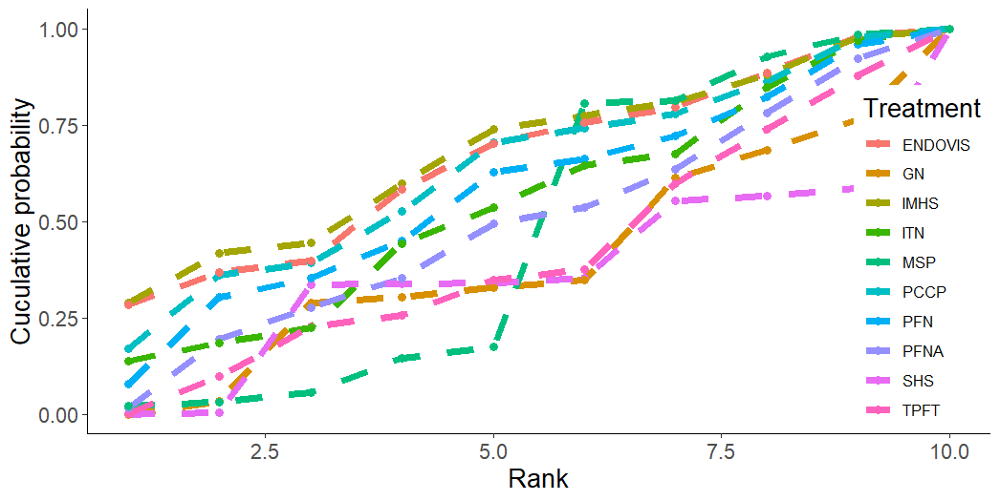 1.00
0.75
0.50
0.25
0.00
Cuculative probability
2.5 5.0 7.5 10.0
Rank
Treatment
ENDOVIS
GN
IMHS
ITN
MSP
PCCP
PFN
PFNA
SHS
TPFT